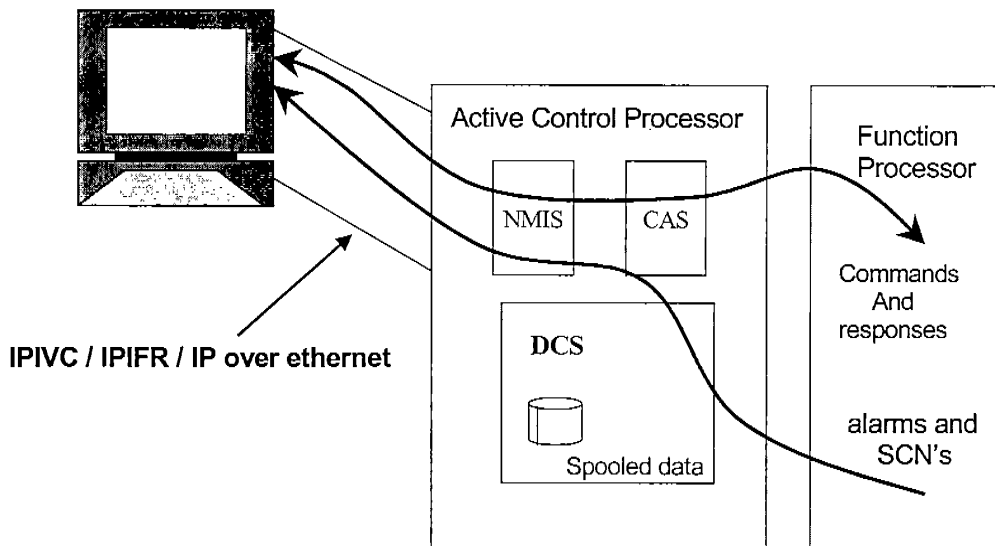 Active Control Processor
Function
Processor
NMIS
CAS
Commands
And
responses
IPIVC / IPIFR / IP over ethernet
DCS
Spooled data
alarms and
SCN's